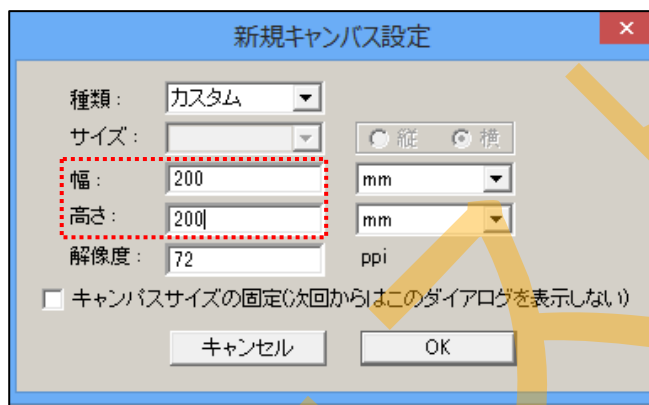 新規キャンバス設定
種類： カスタム
サイズ： 縦 横
幅： 200 mm
高さ： 200 mm
解像度： 72 ppi
キャンバスサイズの固定(次回からはこのダイアログを表示しない)
キャンセル OK